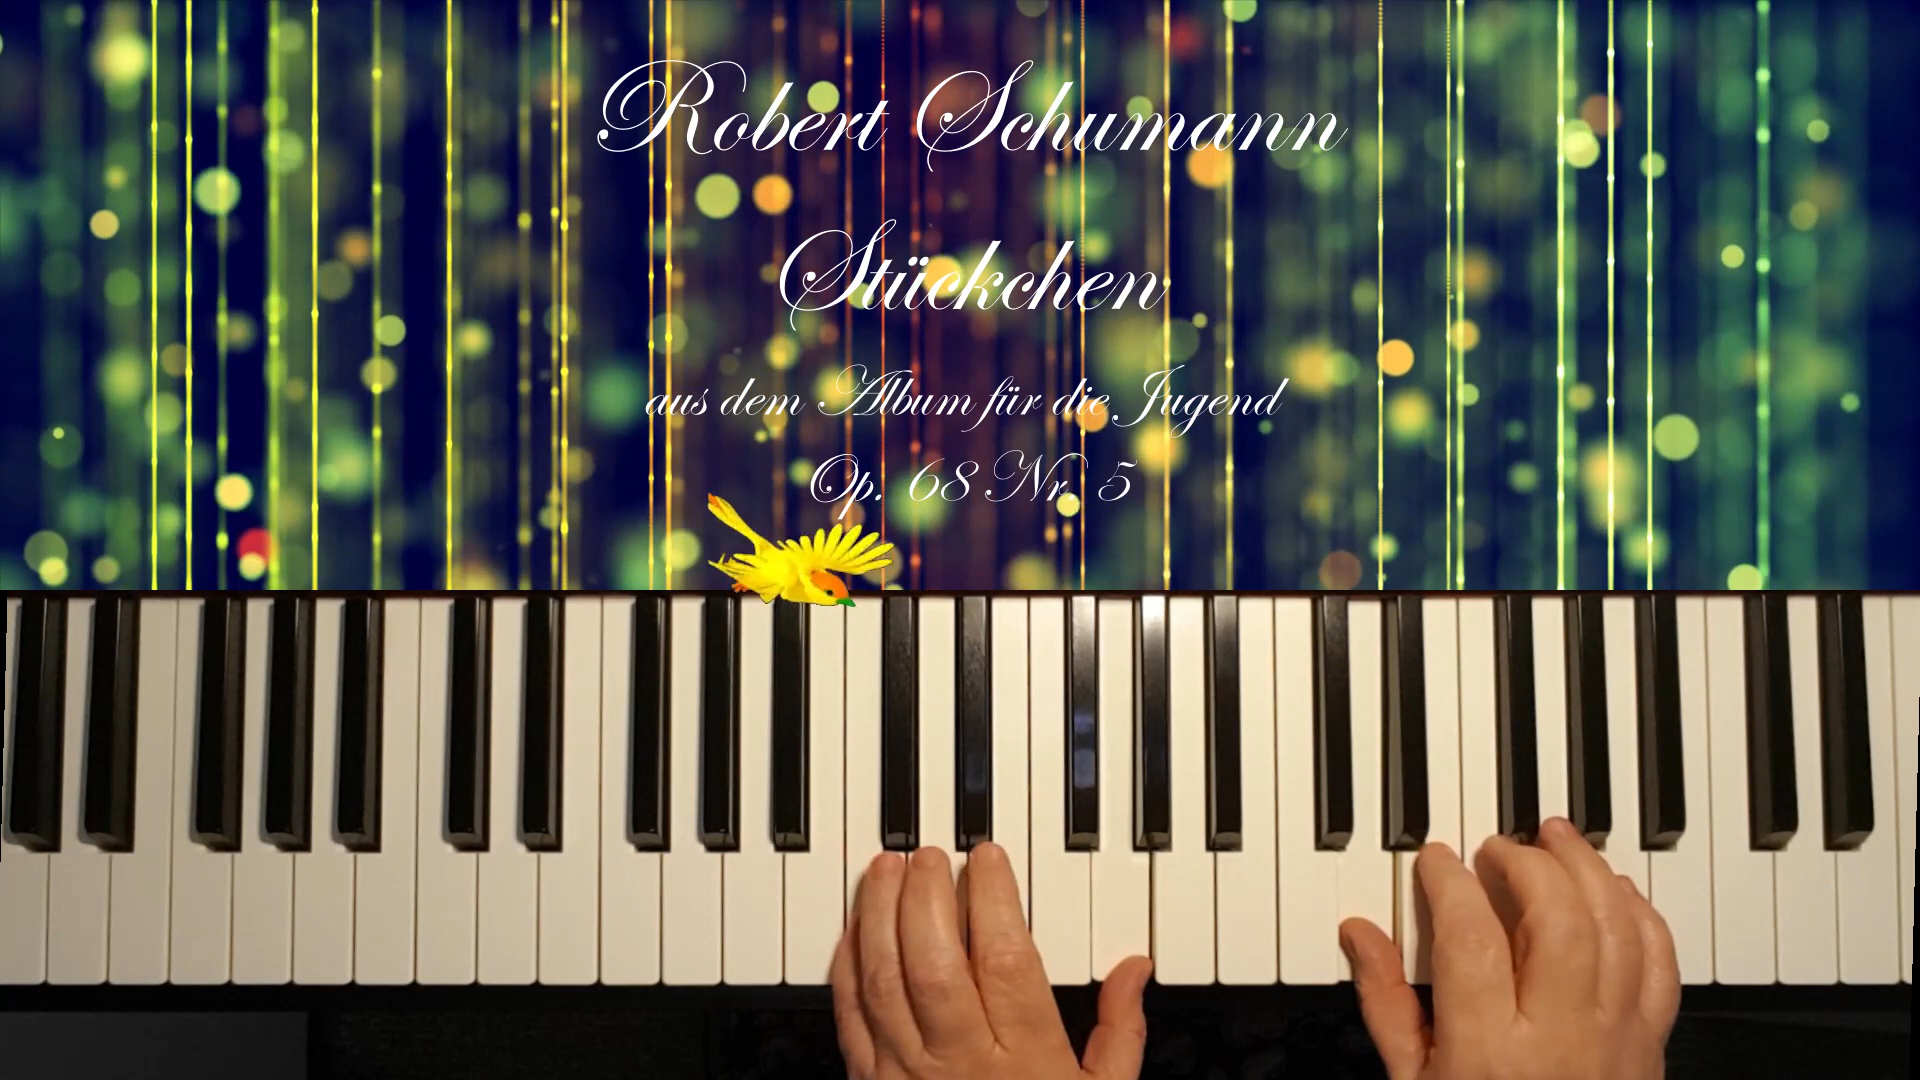 Robert Schumann
Stückchen
aus dem Album für die Jugend
Op. 68 Nr. 5